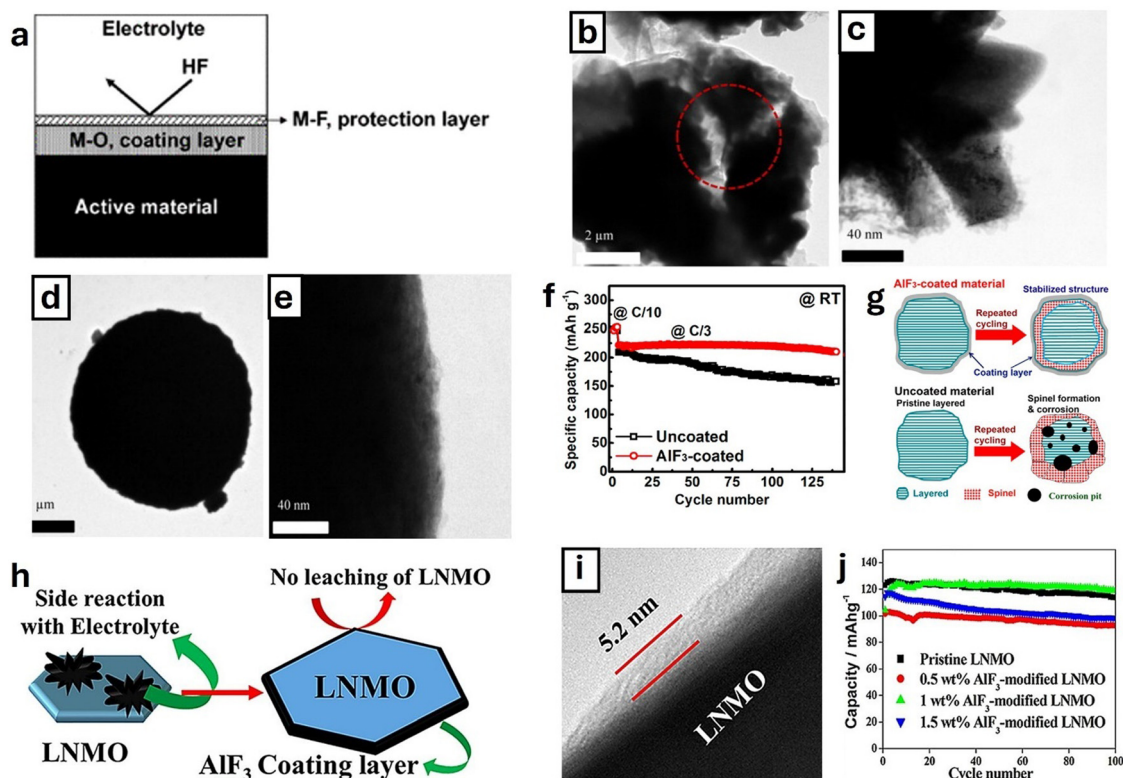 a
Electrolyte
HF
M-F, protection layer
M-O, coating layer
Active material
b
2 µm
c
40 nm
d
µm
e
40 nm
f
Specific capacity (mAh g⁻¹)
300
250
200
150
100
50
0
@ C/10
@ C/3
@ RT
Uncoated
AlF₃-coated
0 25 50 75 100 125
Cycle number
g
AlF₃-coated material
Stabilized structure
Repeated
cycling
Coating layer
Uncoated material
Pristine layered
Spinel formation
& corrosion
Repeated
cycling
Layered
Spinel
Corrosion pit
h
No leaching of LNMO
Side reaction
with Electrolyte
LNMO
LNMO
AlF₃ Coating layer
i
5.2 nm
LNMO
j
Capacity / mAhg⁻¹
120
100
80
60
40
20
0
Pristine LNMO
0.5 wt% AlF₃-modified LNMO
1 wt% AlF₃-modified LNMO
1.5 wt% AlF₃-modified LNMO
0 20 40 60 80 100
Cycle number